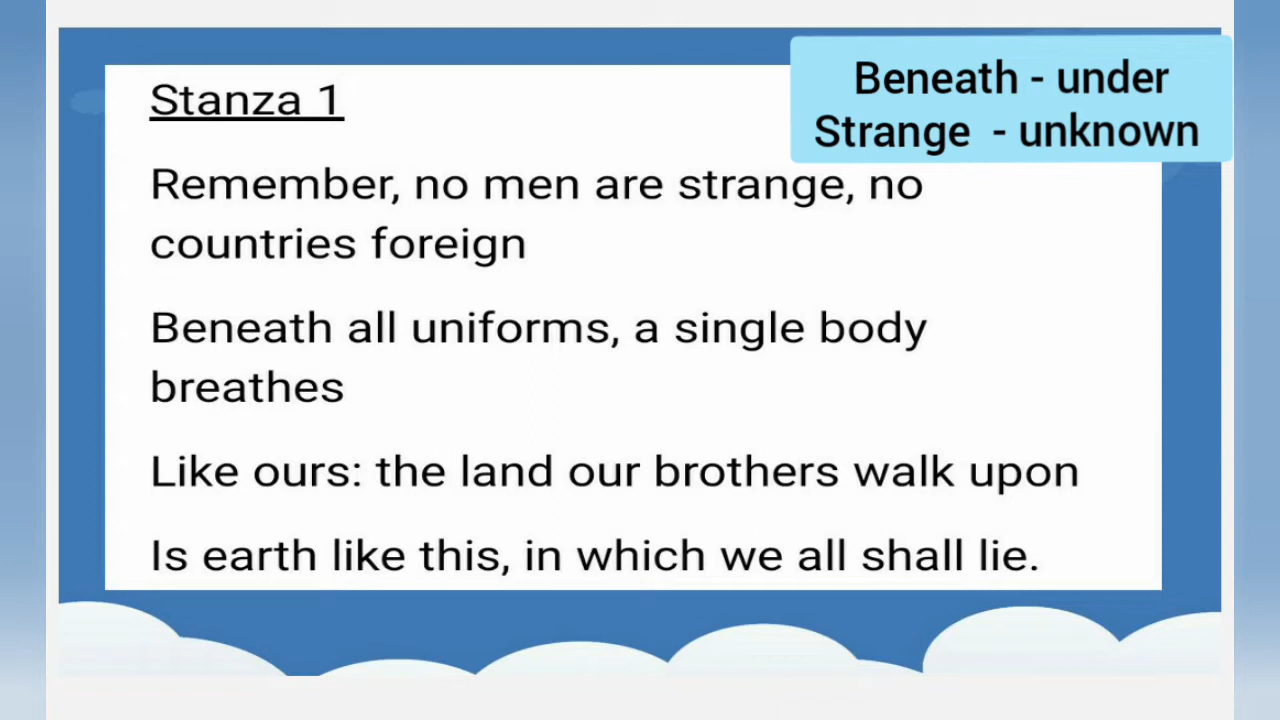 Beneath - under
Strange - unknown
Stanza 1
Remember, no men are strange, no
countries foreign
Beneath all uniforms, a single body
breathes
Like ours: the land our brothers walk upon
Is earth like this, in which we all shall lie.